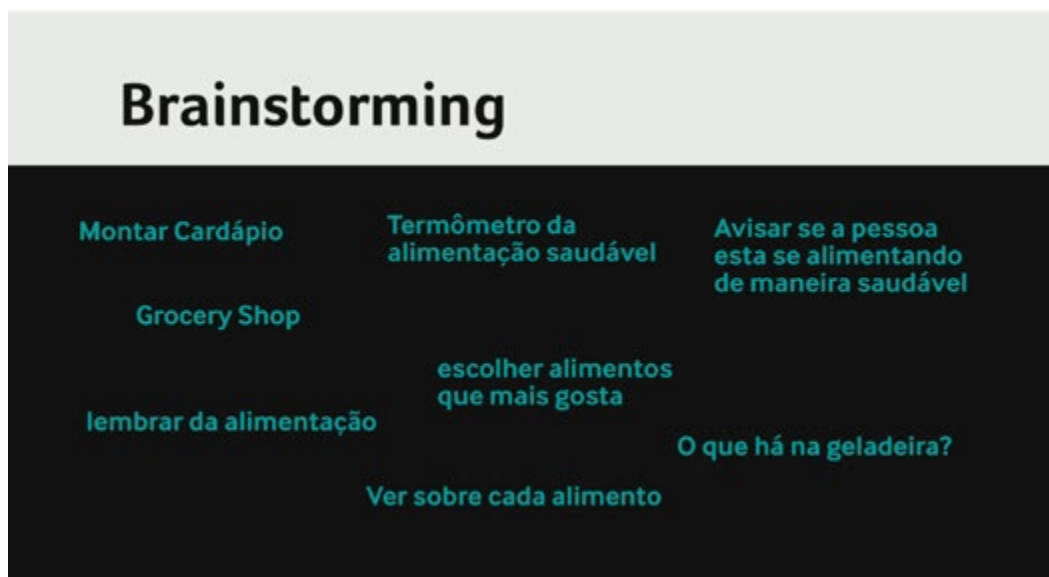 Brainstorming
Montar Cardápio
Termômetro da
alimentação saudável
Avisar se a pessoa
esta se alimentando
de maneira saudável
Grocery Shop
escolher alimentos
que mais gosta
lembrar da alimentação
O que há na geladeira?
Ver sobre cada alimento